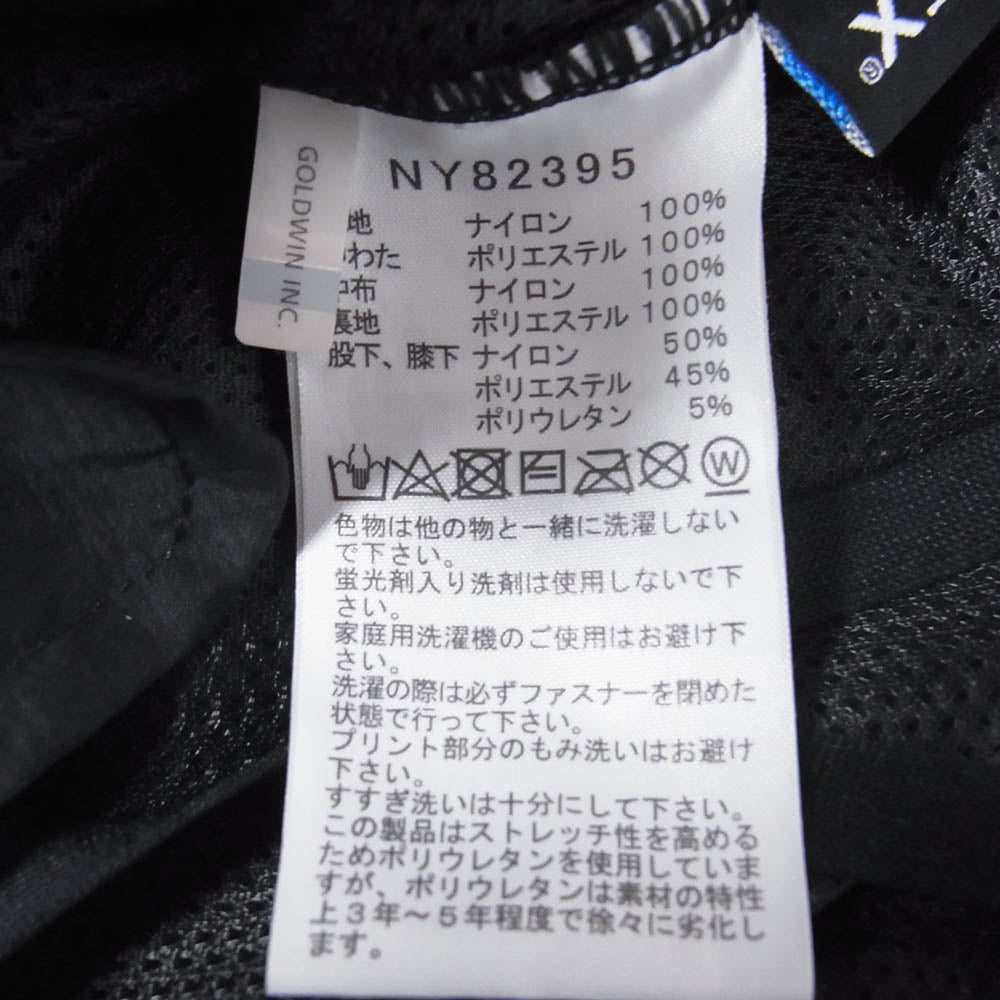 X®
GOLDWIN INC.
NY82395
地 ナイロン 100%
わた ポリエステル 100%
中布 ナイロン 100%
裏地 ポリエステル 100%
股下、膝下 ナイロン 50%
ポリエステル 45%
ポリウレタン 5%
W
色物は他の物と一緒に洗濯しない
で下さい。
蛍光剤入り洗剤は使用しないで下
さい。
家庭用洗濯機のご使用はお避け下
さい。
洗濯の際は必ずファスナーを閉めた
状態で行って下さい。
プリント部分のもみ洗いはお避け
下さい。
すすぎ洗いは十分にして下さい。
この製品はストレッチ性を高める
ためポリウレタンを使用していま
すが、ポリウレタンは素材の特性
上3年～5年程度で徐々に劣化し
ます。